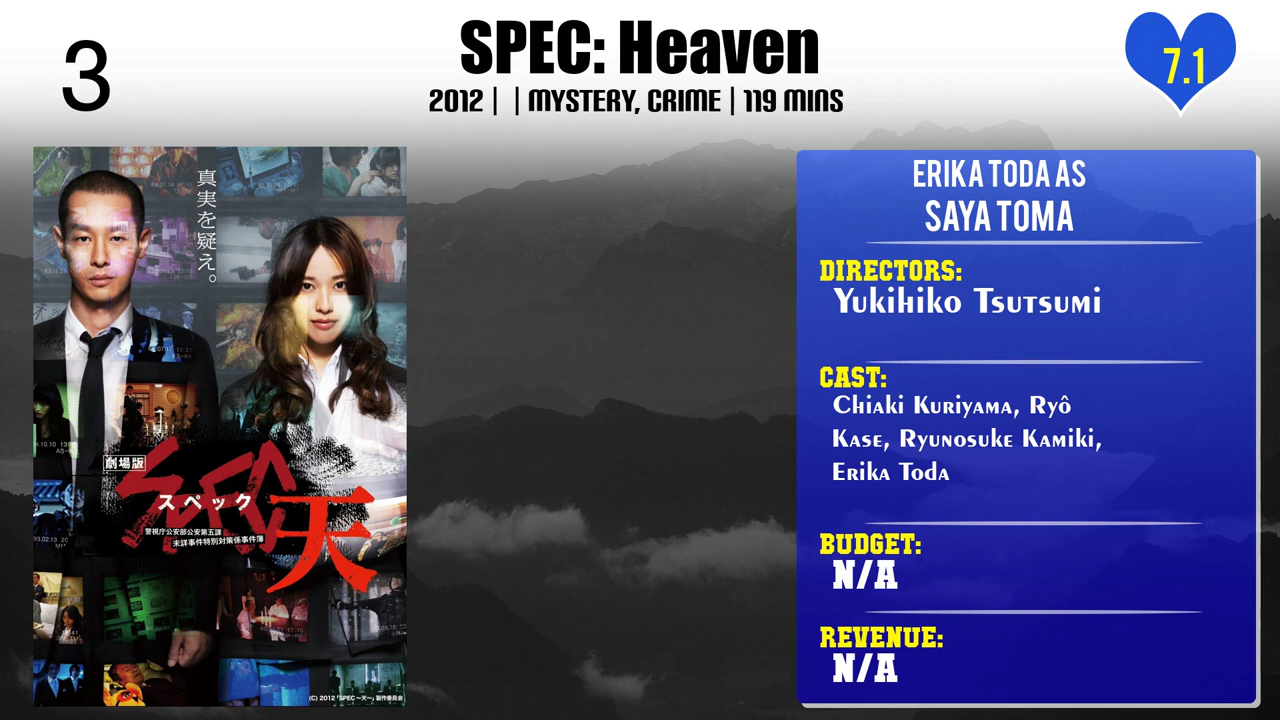 3
SPEC: Heaven
2012 | | MYSTERY, CRIME | 119 MINS
7.1
真実を疑え。
劇場版
SPEC
スペック
天
警視庁公安部公安第五課
未詳事件特別対策係事件簿
(C) 2012「SPEC~天~」製作委員会
ERIKA TODA AS
SAYA TOMA
DIRECTORS:
Yukihiko Tsutsumi
CAST:
Chiaki Kuriyama, Ryô
Kase, Ryunosuke Kamiki,
Erika Toda
BUDGET:
N/A
REVENUE:
N/A